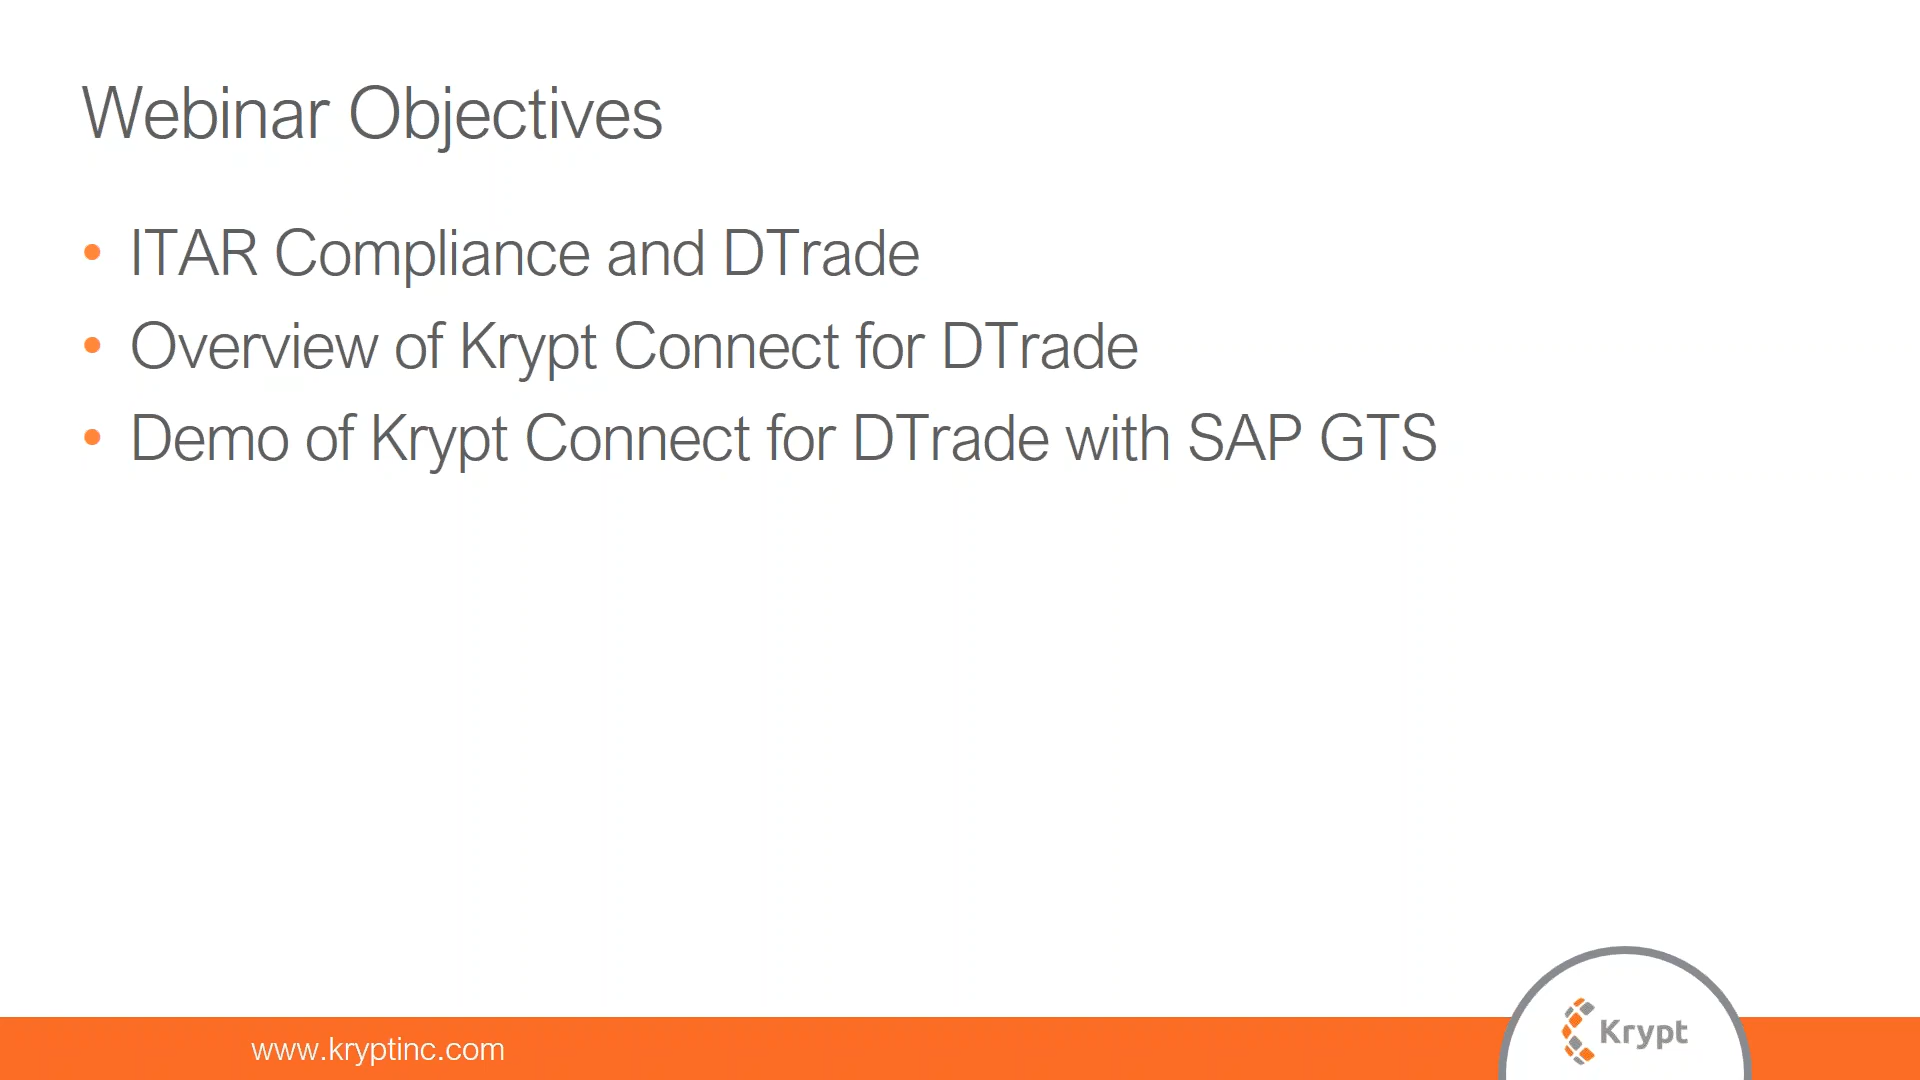 Webinar Objectives
• ITAR Compliance and DTrade
• Overview of Krypt Connect for DTrade
• Demo of Krypt Connect for DTrade with SAP GTS
www.kryptinc.com
Krypt